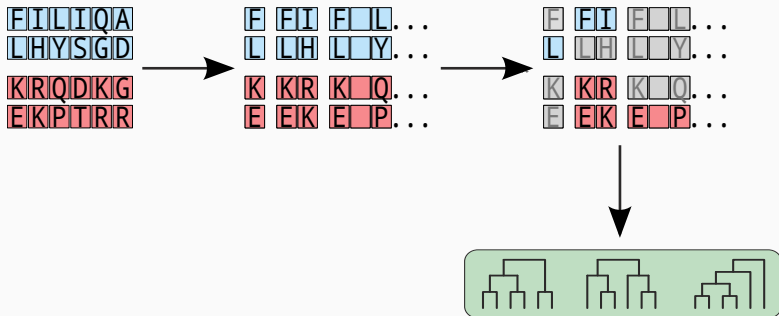 FILIQA F FI F L... F FI F L...
LHYSGD L LH L Y... L LH L Y...
KRQDKG K KR K Q... K KR K Q...
EKPTRR E EK E P... E EK E P...